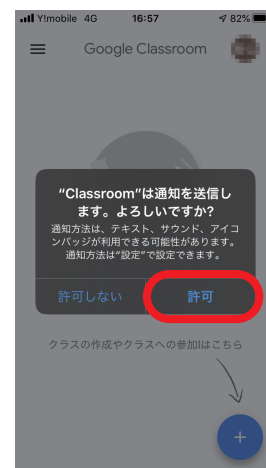 Y!mobile 4G 16:57 82%
Google Classroom
“Classroom”は通知を送信し
ます。よろしいですか?
通知方法は、テキスト、サウンド、アイコ
ンバッジが利用できる可能性があります。
通知方法は“設定”で設定できます。
許可しない 許可
クラスの作成やクラスへの参加はこちら